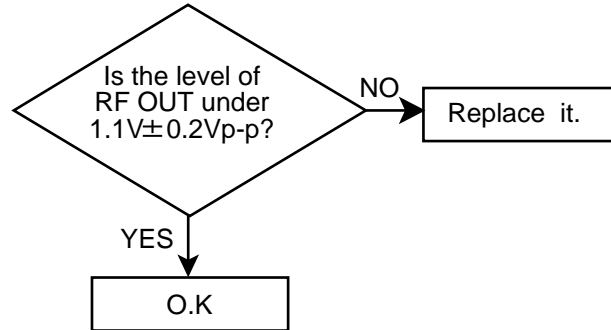 Is the level of
RF OUT under
1.1V±0.2Vp-p?
NO
Replace it.
YES
O.K